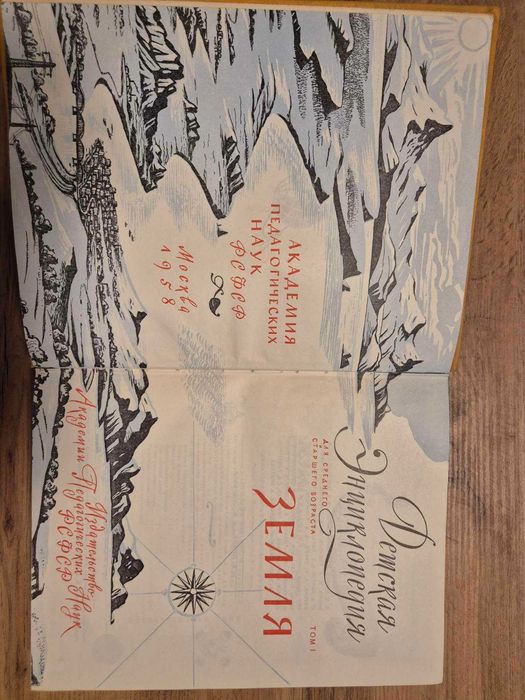 АКАДЕМИЯ
ПЕДАГОГИЧЕСКИХ
НАУК
РСФСР
Москва
1958
Детская
Энциклопедия
ДЛЯ СРЕДНЕГО
СТАРШЕГО ВОЗРАСТА
ТОМ I
ЗЕМЛЯ
Издательство
Академии Педагогических Наук
РСФСР